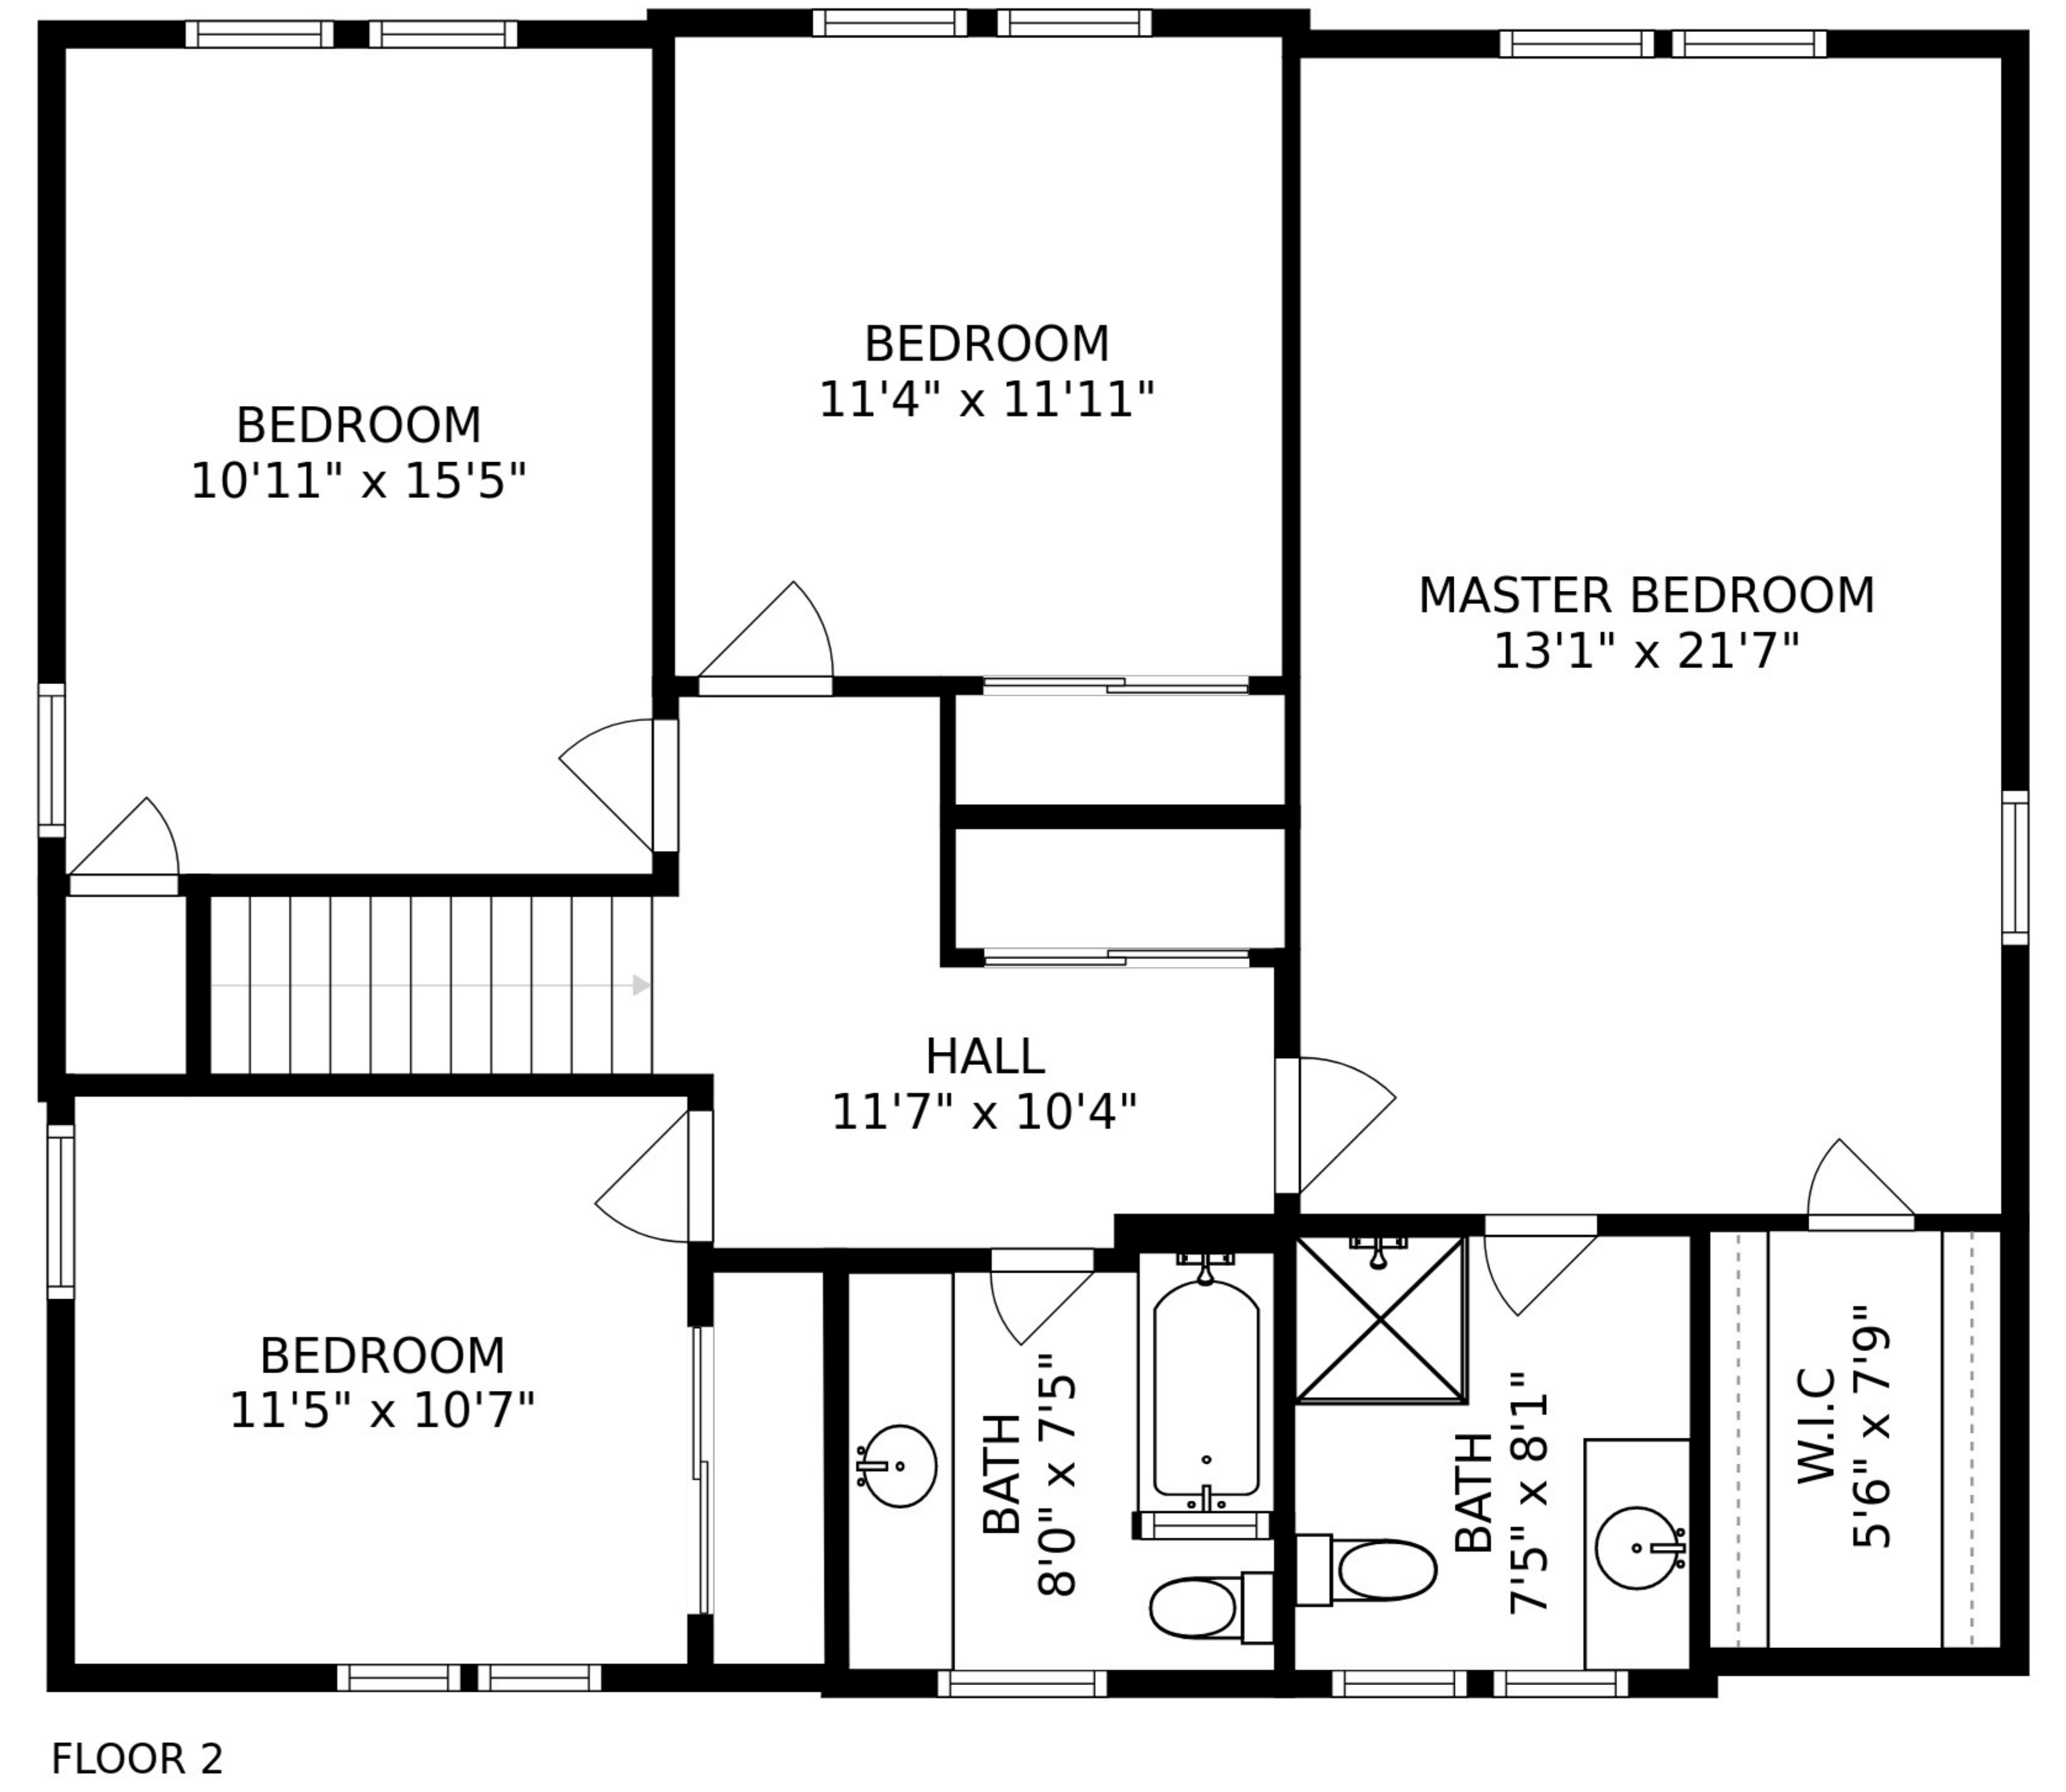 BEDROOM
11'4" x 11'11"
BEDROOM
10'11" x 15'5"
MASTER BEDROOM
13'1" x 21'7"
HALL
11'7" x 10'4"
BEDROOM
11'5" x 10'7"
BATH
8'0" x 7'5"
BATH
7'5" x 8'1"
W.I.C
5'6" x 7'9"
FLOOR 2